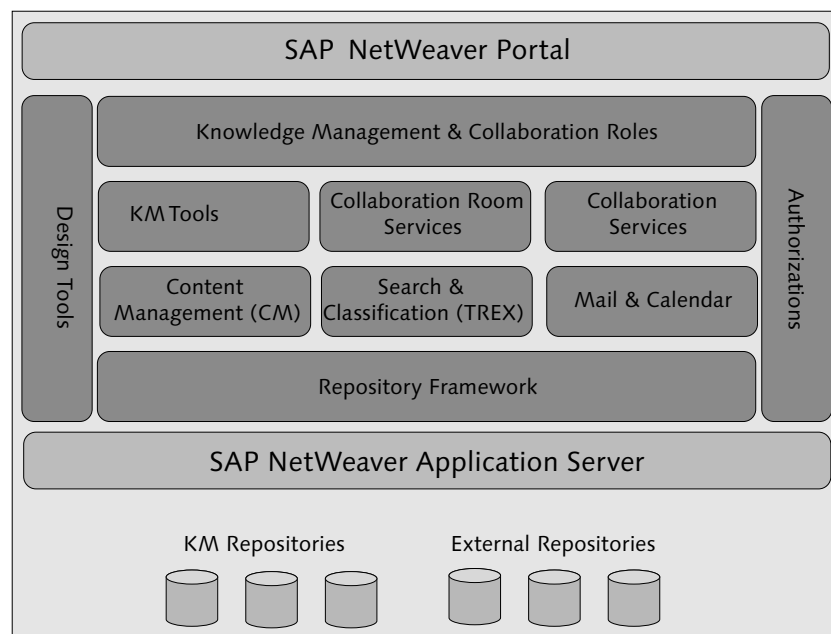 SAP NetWeaver Portal
Knowledge Management & Collaboration Roles
Design Tools
KM Tools
Collaboration Room
Services
Collaboration
Services
Authorizations
Content
Management (CM)
Search &
Classification (TREX)
Mail & Calendar
Repository Framework
SAP NetWeaver Application Server
KM Repositories
External Repositories